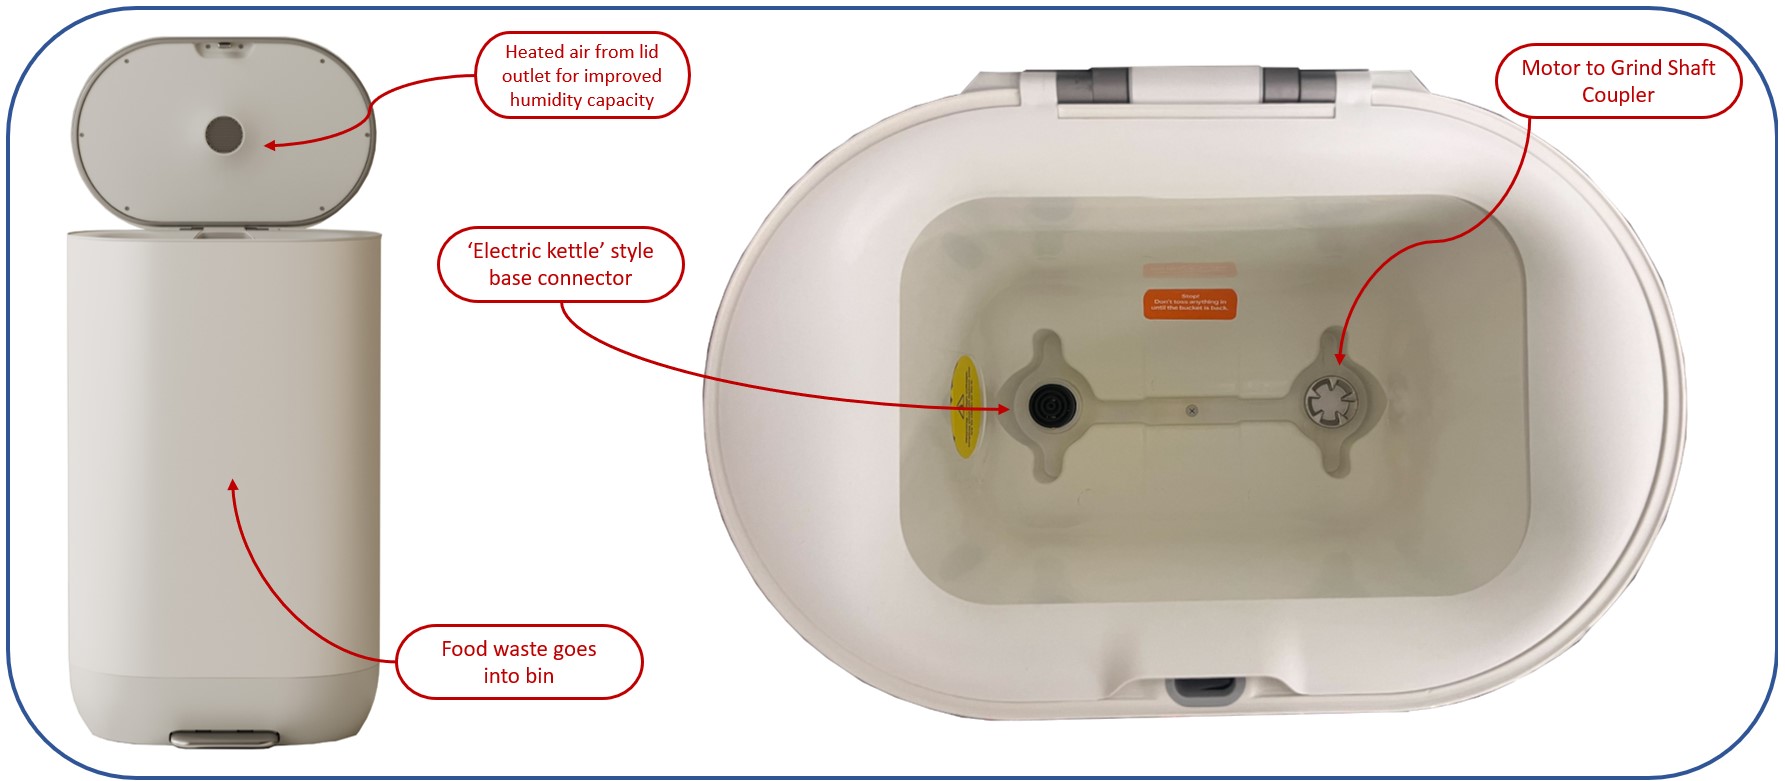 Heated air from lid
outlet for improved
humidity capacity
Motor to Grind Shaft
Coupler
‘Electric kettle’ style
base connector
Stop!
Don't toss anything in
until the bucket is back.
Food waste goes
into bin